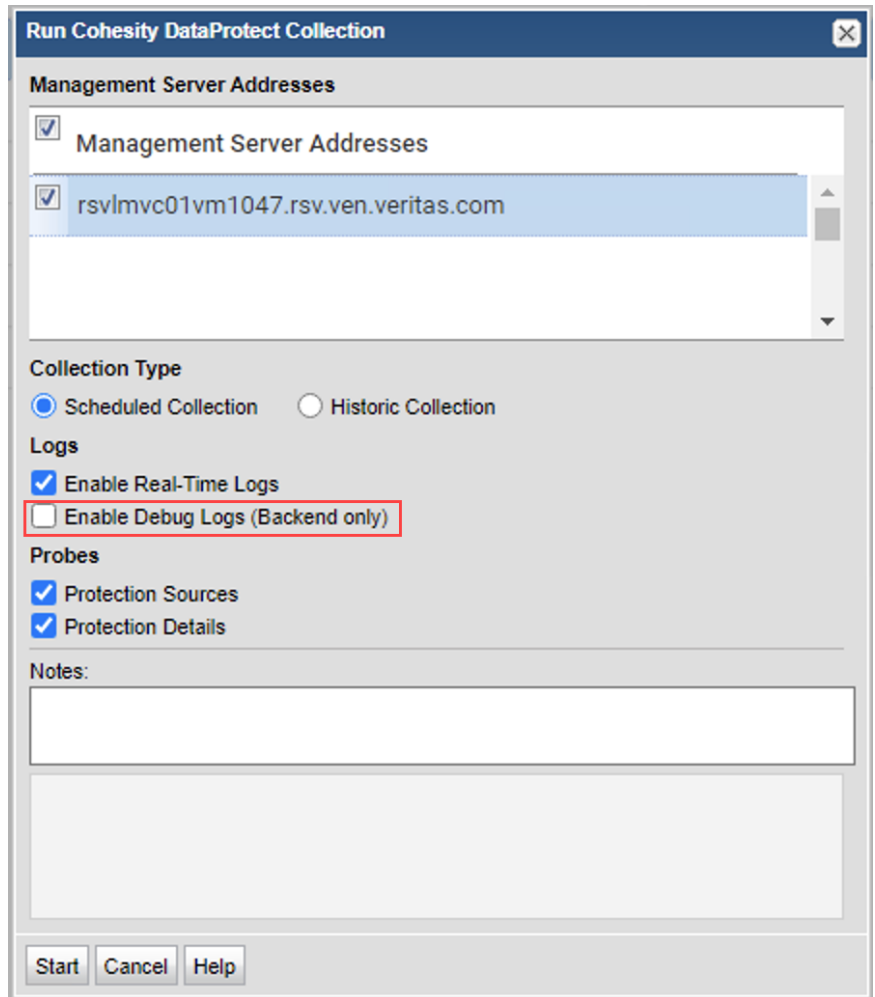 Run Cohesity DataProtect Collection
Management Server Addresses
Management Server Addresses
rsvlmvc01vm1047.rsv.ven.veritas.com
Collection Type
Scheduled Collection Historic Collection
Logs
Enable Real-Time Logs
Enable Debug Logs (Backend only)
Probes
Protection Sources
Protection Details
Notes:
Start Cancel Help